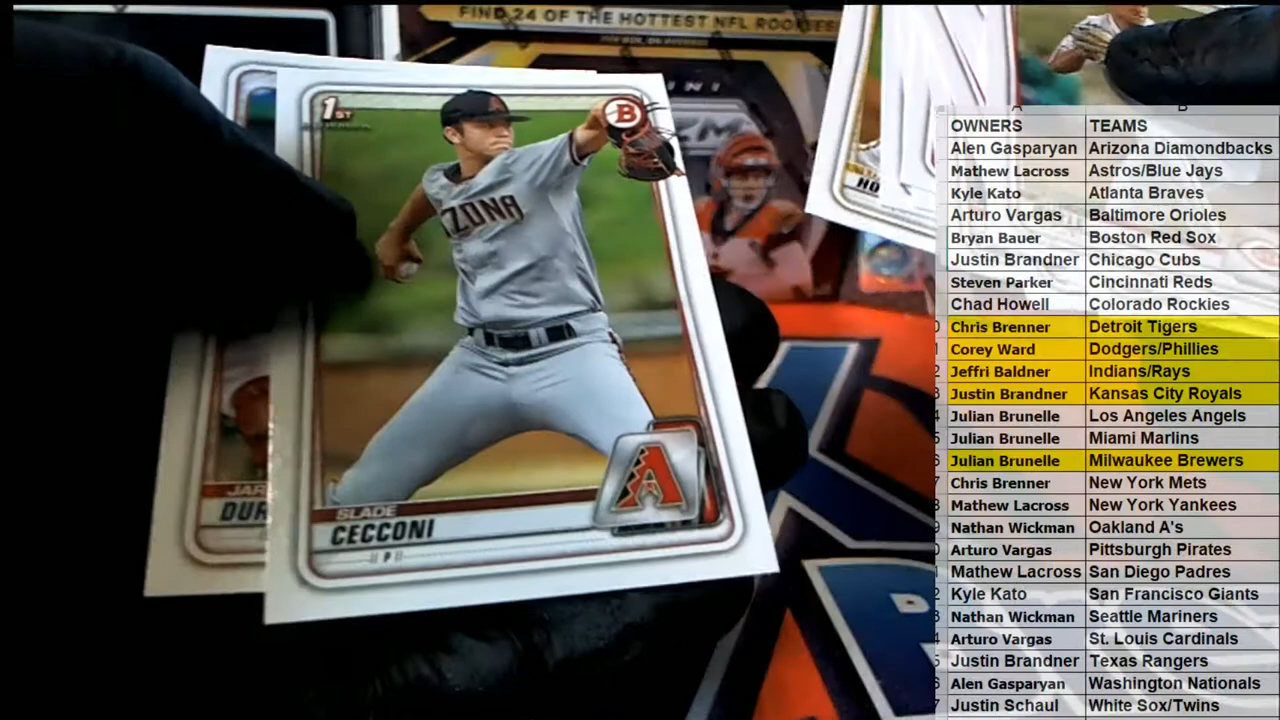 FIND 24 OF THE HOTTEST NFL ROOKIES
1ST
B
ZONA
SLADE
CECCONI
P
JAR
DUR
HO
A B
OWNERS TEAMS
Alen Gasparyan Arizona Diamondbacks
Mathew Lacross Astros/Blue Jays
Kyle Kato Atlanta Braves
Arturo Vargas Baltimore Orioles
Bryan Bauer Boston Red Sox
Justin Brandner Chicago Cubs
Steven Parker Cincinnati Reds
Chad Howell Colorado Rockies
Chris Brenner Detroit Tigers
Corey Ward Dodgers/Phillies
Jeffri Baldner Indians/Rays
Justin Brandner Kansas City Royals
Julian Brunelle Los Angeles Angels
Julian Brunelle Miami Marlins
Julian Brunelle Milwaukee Brewers
Chris Brenner New York Mets
Mathew Lacross New York Yankees
Nathan Wickman Oakland A's
Arturo Vargas Pittsburgh Pirates
Mathew Lacross San Diego Padres
Kyle Kato San Francisco Giants
Nathan Wickman Seattle Mariners
Arturo Vargas St. Louis Cardinals
Justin Brandner Texas Rangers
Alen Gasparyan Washington Nationals
Justin Schaul White Sox/Twins